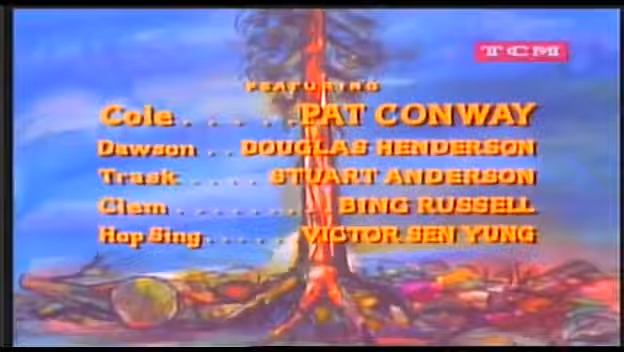 TCM
FEATURING
Cole . . . . . PAT CONWAY
Dawson . . DOUGLAS HENDERSON
Trask . . . . . STUART ANDERSON
Clem . . . . . . . . BING RUSSELL
Hop Sing . . . . . VICTOR SEN YUNG